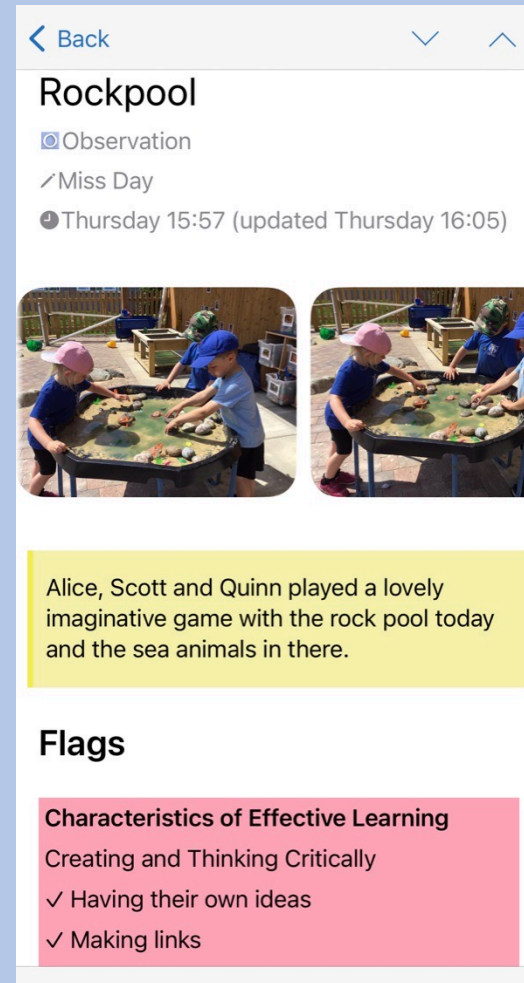 Back
Rockpool
Observation
Miss Day
Thursday 15:57 (updated Thursday 16:05)
Alice, Scott and Quinn played a lovely
imaginative game with the rock pool today
and the sea animals in there.
Flags
Characteristics of Effective Learning
Creating and Thinking Critically
✓ Having their own ideas
✓ Making links